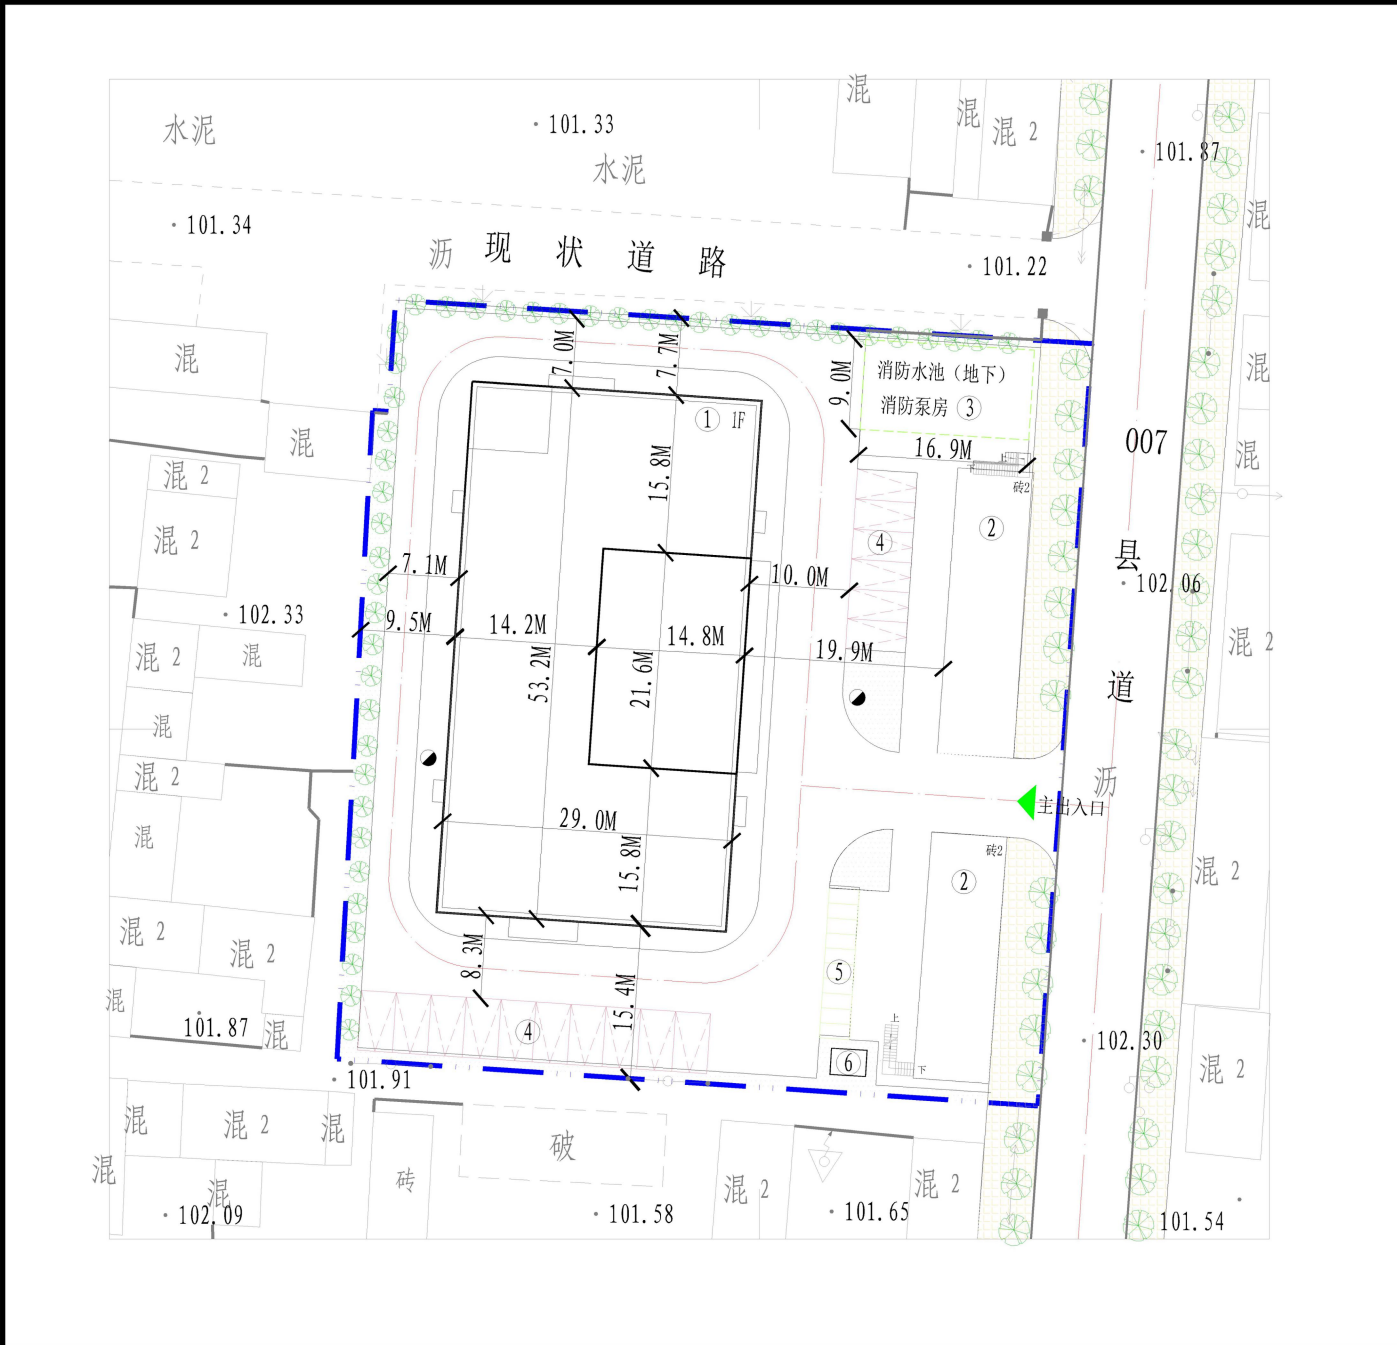 混
混
混 2
水泥
101.33
水泥
101.87
101.34
沥 现 状 道 路
101.22
混
7.0M
7.7M
9.0M
消防水池（地下）
消防泵房 ③
混
混
① 1F
007
混
16.9M
上
下
砖2
混
混 2
15.8M
②
④
混 2
7.1M
10.0M
县
102.06
102.33
9.5M
14.2M
14.8M
19.9M
混 2
混
混 2
53.2M
21.6M
道
混
混 2
沥
主出入口
混
29.0M
15.8M
砖2
②
混 2
混 2
混 2
8.3M
⑤
15.4M
混
101.87
混
④
上
下
⑥
102.30
混 2
101.91
混
混 2
混
破
混
砖
混 2
混 2
混
102.09
101.58
101.65
101.54